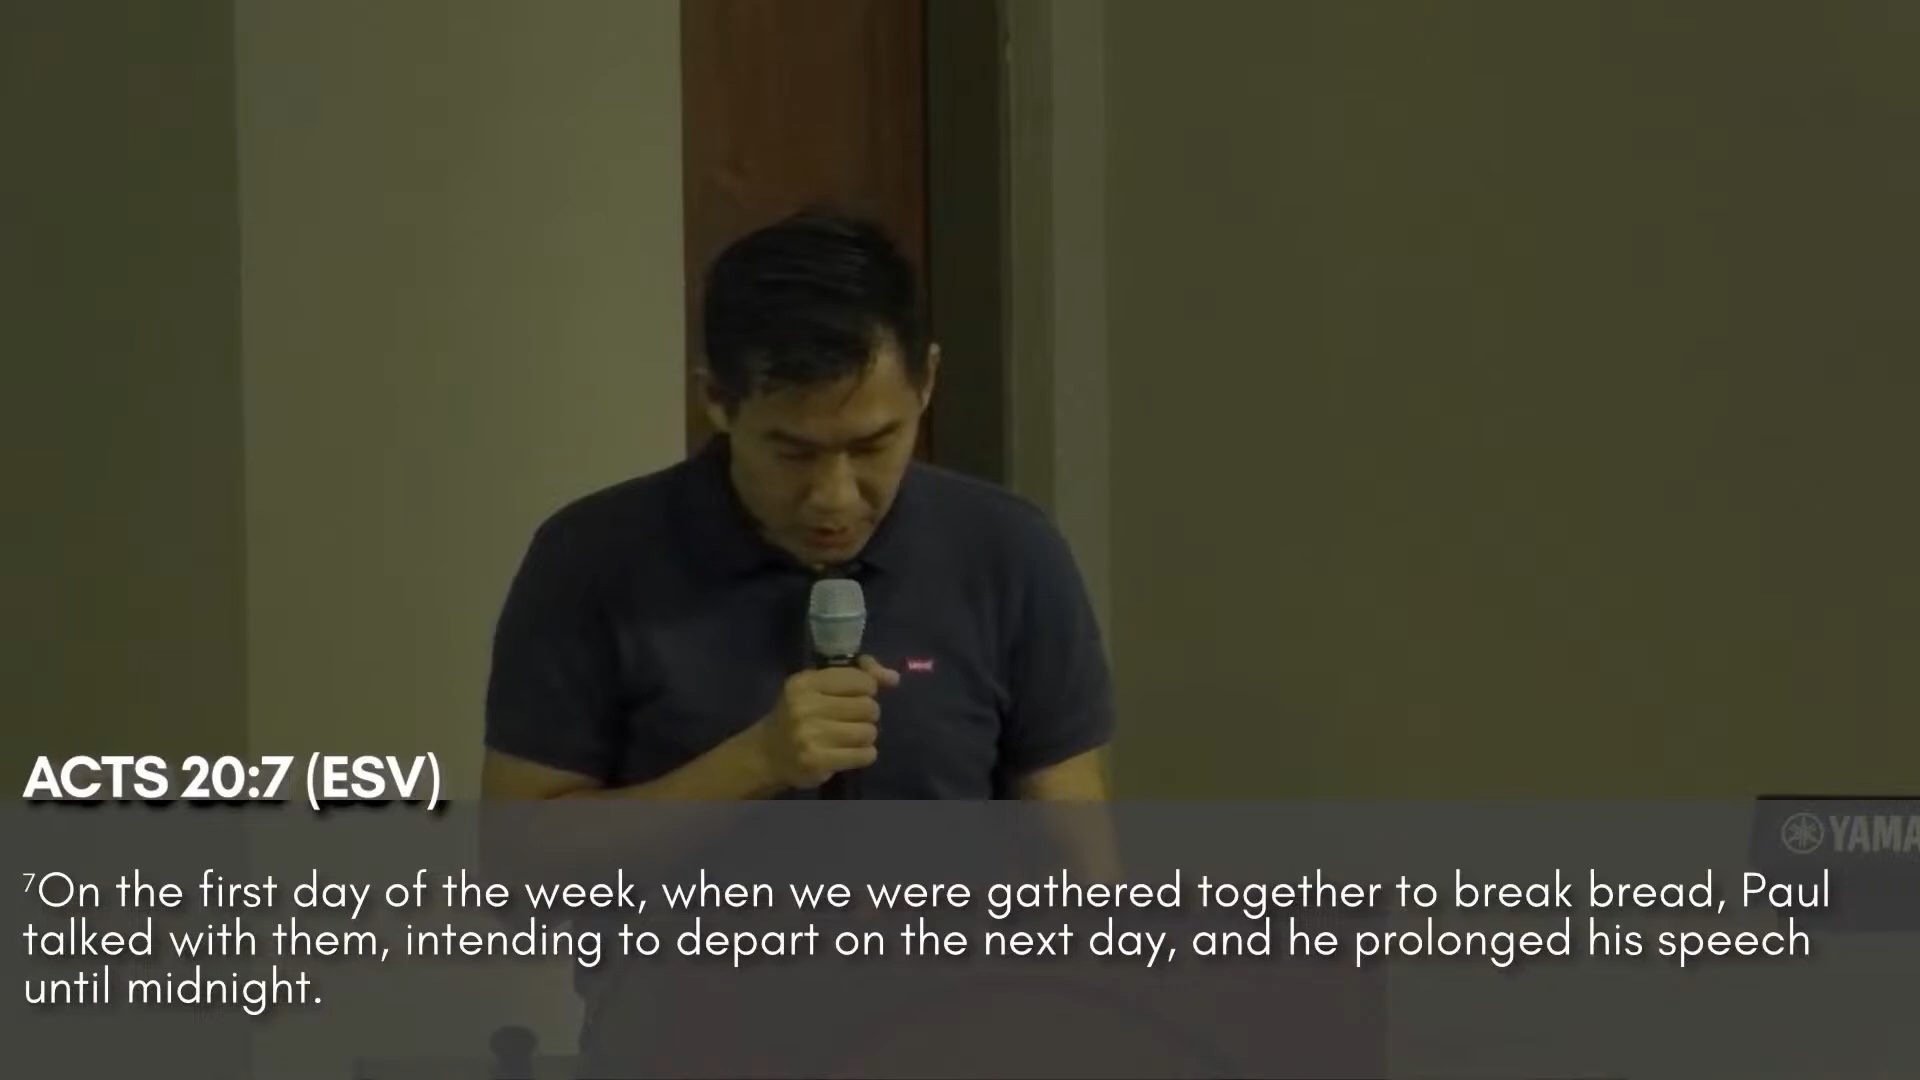 ACTS 20:7 (ESV)
YAMA
⁷On the first day of the week, when we were gathered together to break bread, Paul
talked with them, intending to depart on the next day, and he prolonged his speech
until midnight.